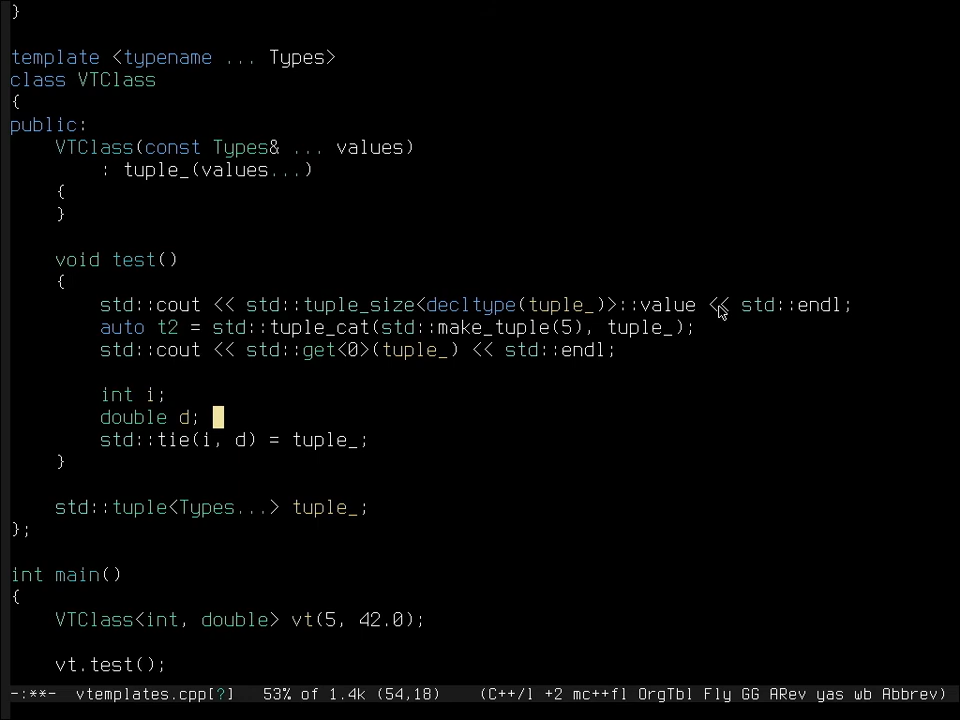 }
template <typename ... Types>
class VTClass
{
public:
VTClass(const Types& ... values)
: tuple_(values...)
{
}
void test()
{
std::cout << std::tuple_size<decltype(tuple_)>::value << std::endl;
auto t2 = std::tuple_cat(std::make_tuple(5), tuple_);
std::cout << std::get<0>(tuple_) << std::endl;
int i;
double d;
std::tie(i, d) = tuple_;
}
std::tuple<Types...> tuple_;
};
int main()
{
VTClass<int, double> vt(5, 42.0);
vt.test();
-:**-  vtemplates.cpp[?]   53% of 1.4k (54,18)    (C++/l +2 mc++fl OrgTbl Fly GG ARev yas wb Abbrev)